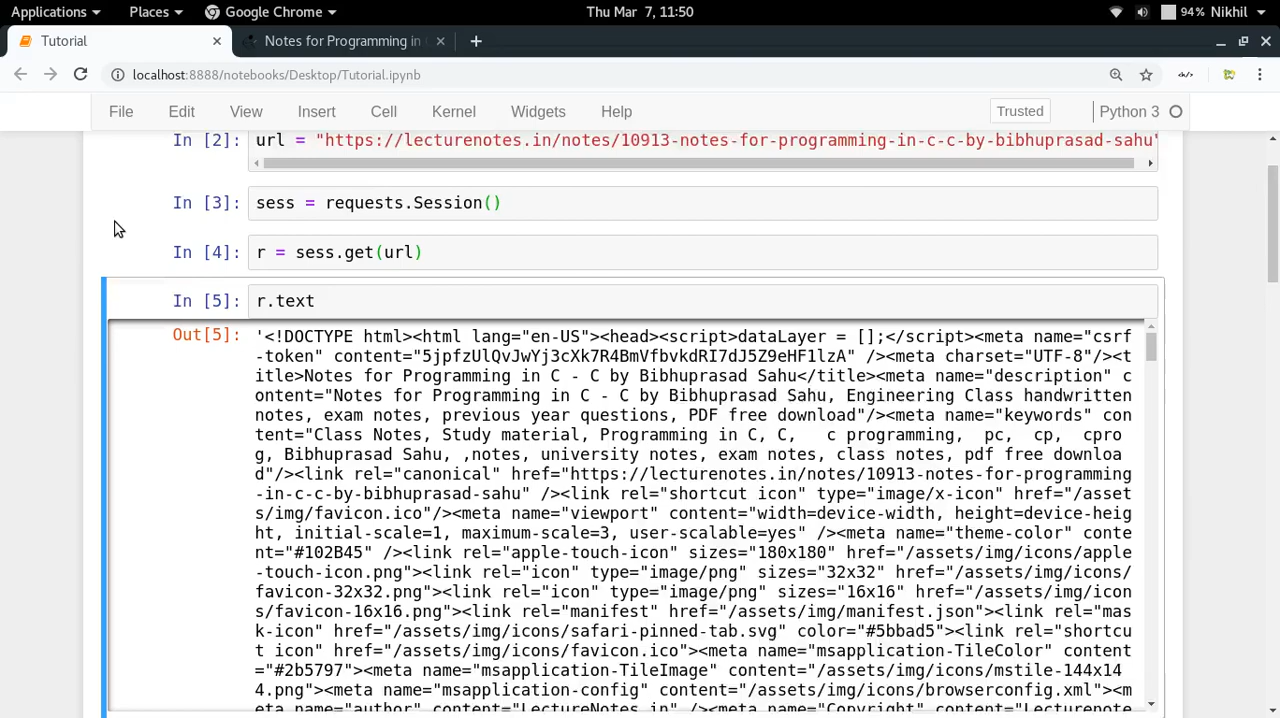 Applications Places Google Chrome Thu Mar 7, 11:50 94% Nikhil
Tutorial Notes for Programming in
localhost:8888/notebooks/Desktop/Tutorial.ipynb
File Edit View Insert Cell Kernel Widgets Help Trusted Python 3
In [2]: url = "https://lecturenotes.in/notes/10913-notes-for-programming-in-c-c-by-bibhuprasad-sahu"
In [3]: sess = requests.Session()
In [4]: r = sess.get(url)
In [5]: r.text
Out[5]: '<!DOCTYPE html><html lang="en-US"><head><script>dataLayer = [];</script><meta name="csrf
-token" content="5jpfzUlQvJwYj3cXk7R4BmVfbvkdRI7dJ5Z9eHF1lzA" /><meta charset="UTF-8"/><t
itle>Notes for Programming in C - C by Bibhuprasad Sahu</title><meta name="description" c
ontent="Notes for Programming in C - C by Bibhuprasad Sahu, Engineering Class handwritten
notes, exam notes, previous year questions, PDF free download"/><meta name="keywords" con
tent="Class Notes, Study material, Programming in C, C,   c programming,  pc,  cp,  cpro
g, Bibhuprasad Sahu, ,notes, university notes, exam notes, class notes, pdf free downloa
d"/><link rel="canonical" href="https://lecturenotes.in/notes/10913-notes-for-programming
-in-c-c-by-bibhuprasad-sahu" /><link rel="shortcut icon" type="image/x-icon" href="/asset
s/img/favicon.ico"/><meta name="viewport" content="width=device-width, height=device-heig
ht, initial-scale=1, maximum-scale=3, user-scalable=yes" /><meta name="theme-color" conte
nt="#102B45" /><link rel="apple-touch-icon" sizes="180x180" href="/assets/img/icons/apple
-touch-icon.png"><link rel="icon" type="image/png" sizes="32x32" href="/assets/img/icons/
favicon-32x32.png"><link rel="icon" type="image/png" sizes="16x16" href="/assets/img/icon
s/favicon-16x16.png"><link rel="manifest" href="/assets/img/manifest.json"><link rel="mas
k-icon" href="/assets/img/icons/safari-pinned-tab.svg" color="#5bbad5"><link rel="shortcu
t icon" href="/assets/img/icons/favicon.ico"><meta name="msapplication-TileColor" content
="#2b5797"><meta name="msapplication-TileImage" content="/assets/img/icons/mstile-144x14
4.png"><meta name="msapplication-config" content="/assets/img/icons/browserconfig.xml"><m
eta name="author" content="LectureNotes.in" /><meta name="Copyright" content="Lecturenote